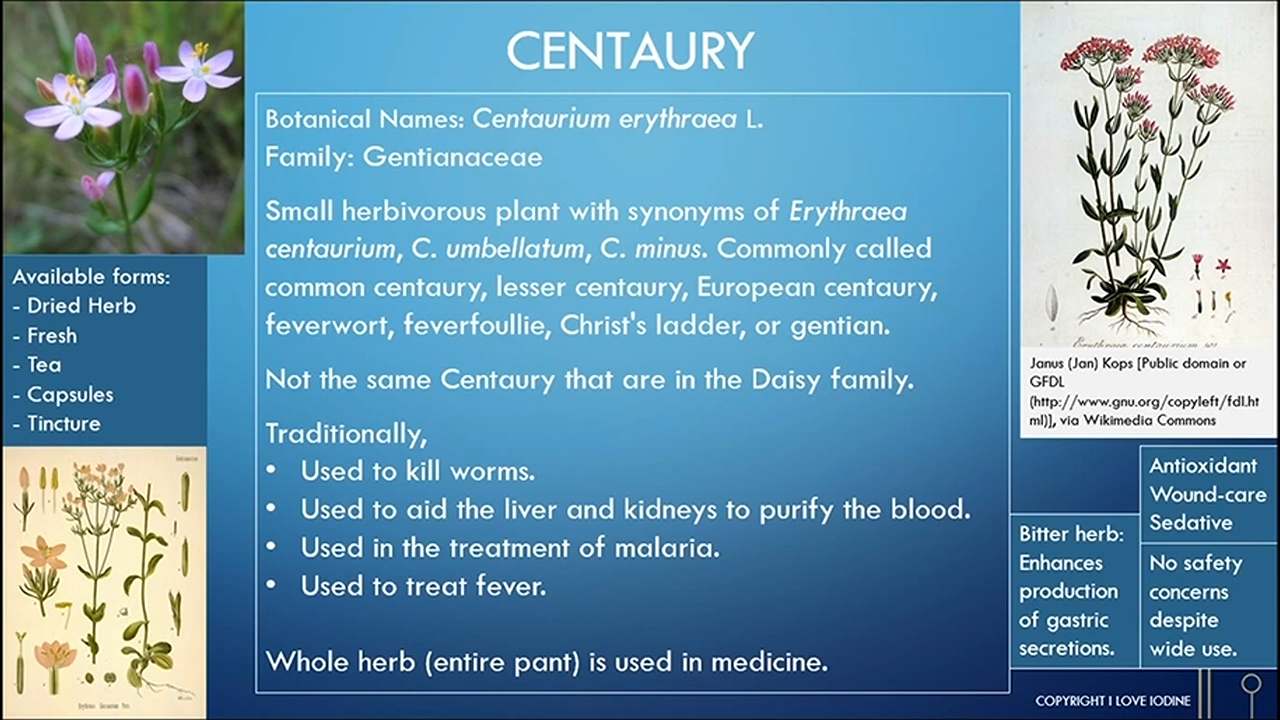 CENTAURY
Botanical Names: Centaurium erythraea L.
Family: Gentianaceae
Small herbivorous plant with synonyms of Erythraea
centaurium, C. umbellatum, C. minus. Commonly called
common centaury, lesser centaury, European centaury,
feverwort, feverfoullie, Christ's ladder, or gentian.
Not the same Centaury that are in the Daisy family.
Traditionally,
• Used to kill worms.
• Used to aid the liver and kidneys to purify the blood.
• Used in the treatment of malaria.
• Used to treat fever.
Whole herb (entire pant) is used in medicine.
Available forms:
- Dried Herb
- Fresh
- Tea
- Capsules
- Tincture
Erythraea centaurium
Janus (Jan) Kops [Public domain or
GFDL
(http://www.gnu.org/copyleft/fdl.ht
ml)], via Wikimedia Commons
Antioxidant
Wound-care
Sedative
Bitter herb:
Enhances
production
of gastric
secretions.
No safety
concerns
despite
wide use.
COPYRIGHT I LOVE IODINE